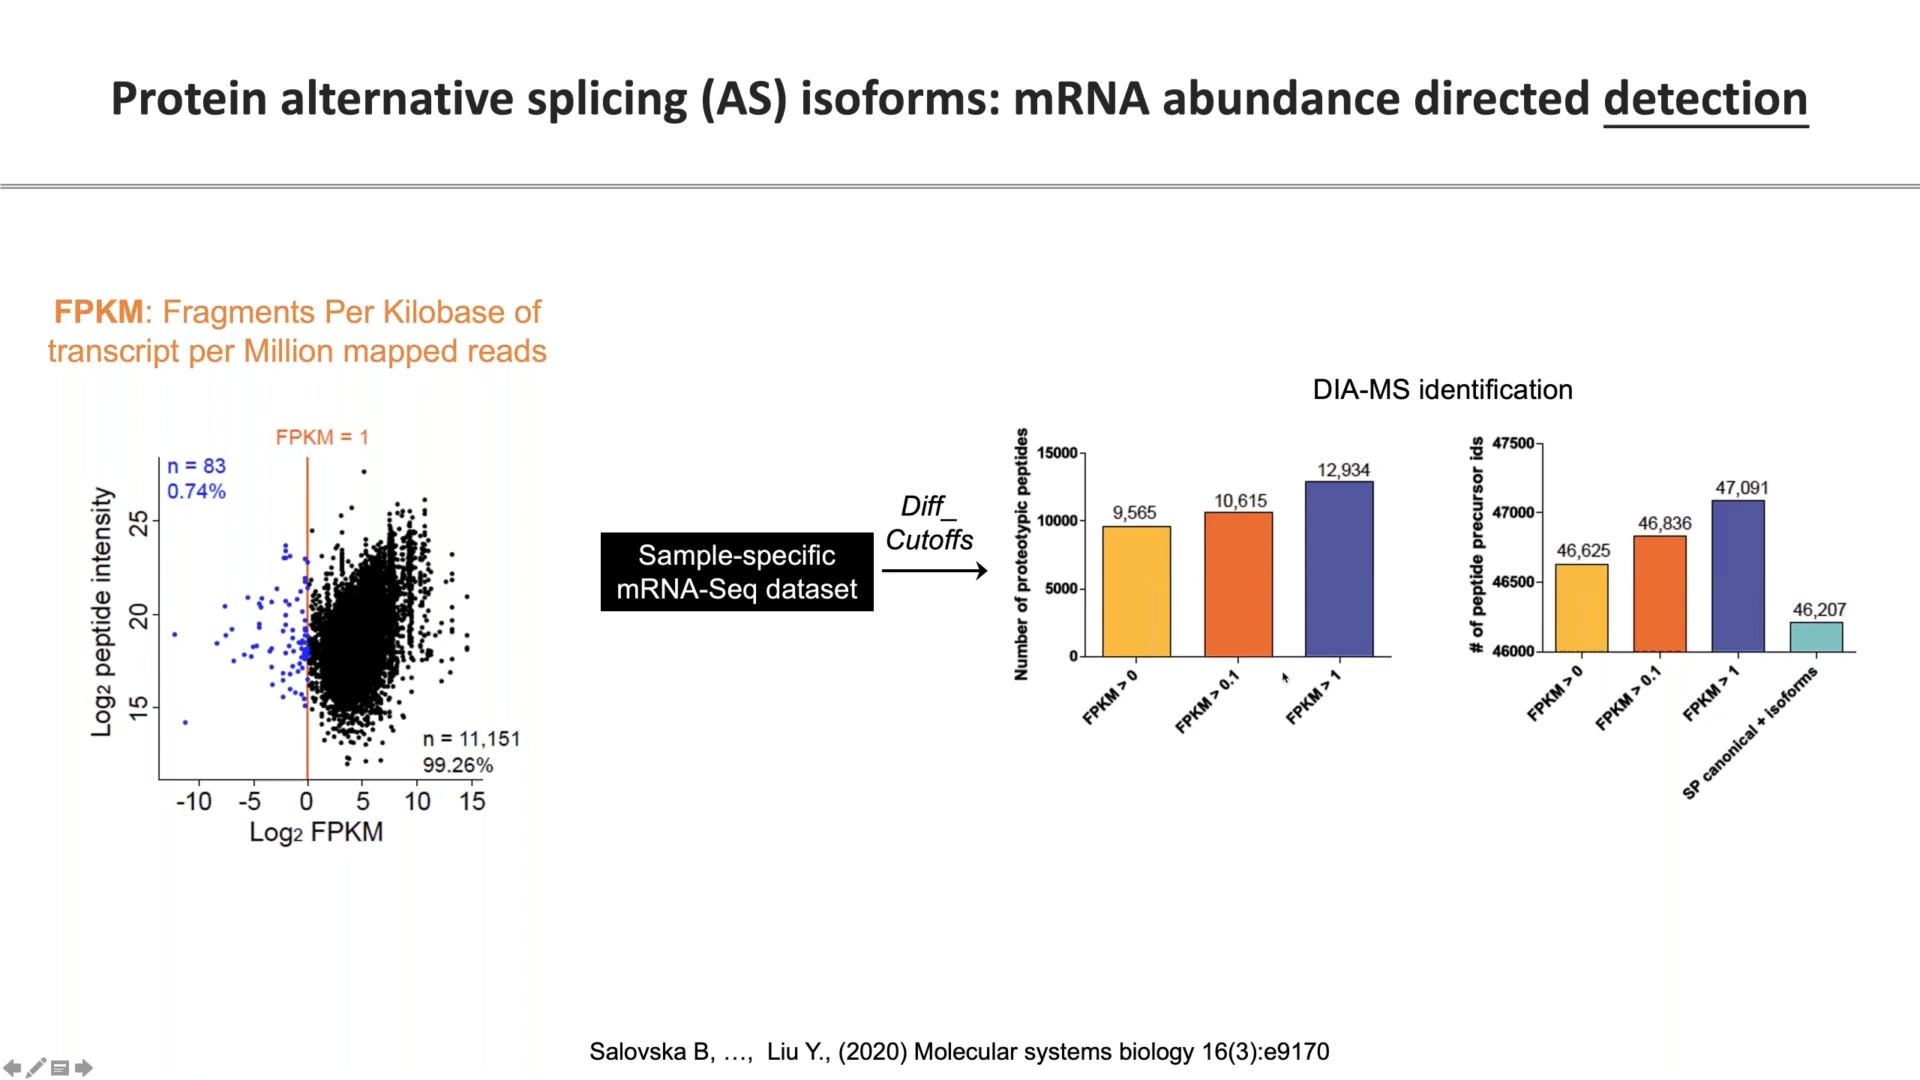 Protein alternative splicing (AS) isoforms: mRNA abundance directed detection
FPKM: Fragments Per Kilobase of
transcript per Million mapped reads
FPKM = 1
n = 83
0.74%
Log2 peptide intensity
25
20
15
n = 11,151
99.26%
-10 -5 0 5 10 15
Log2 FPKM
Sample-specific
mRNA-Seq dataset
Diff_
Cutoffs
DIA-MS identification
Number of proteotypic peptides
15000
10000
5000
0
9,565
10,615
12,934
FPKM > 0
FPKM > 0.1
FPKM > 1
# of peptide precursor ids
47500
47000
46500
46000
46,625
46,836
47,091
46,207
FPKM > 0
FPKM > 0.1
FPKM > 1
SP canonical + isoforms
Salovska B, …, Liu Y., (2020) Molecular systems biology 16(3):e9170